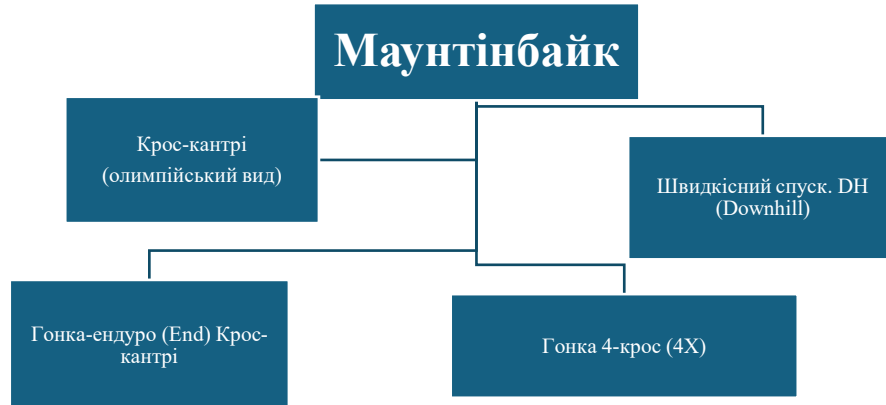 Маунтінбайк
Крос-кантрі
(олимпійський вид)
Швидкісний спуск. DH
(Downhill)
Гонка-ендуро (End) Крос-
кантрі
Гонка 4-крос (4X)